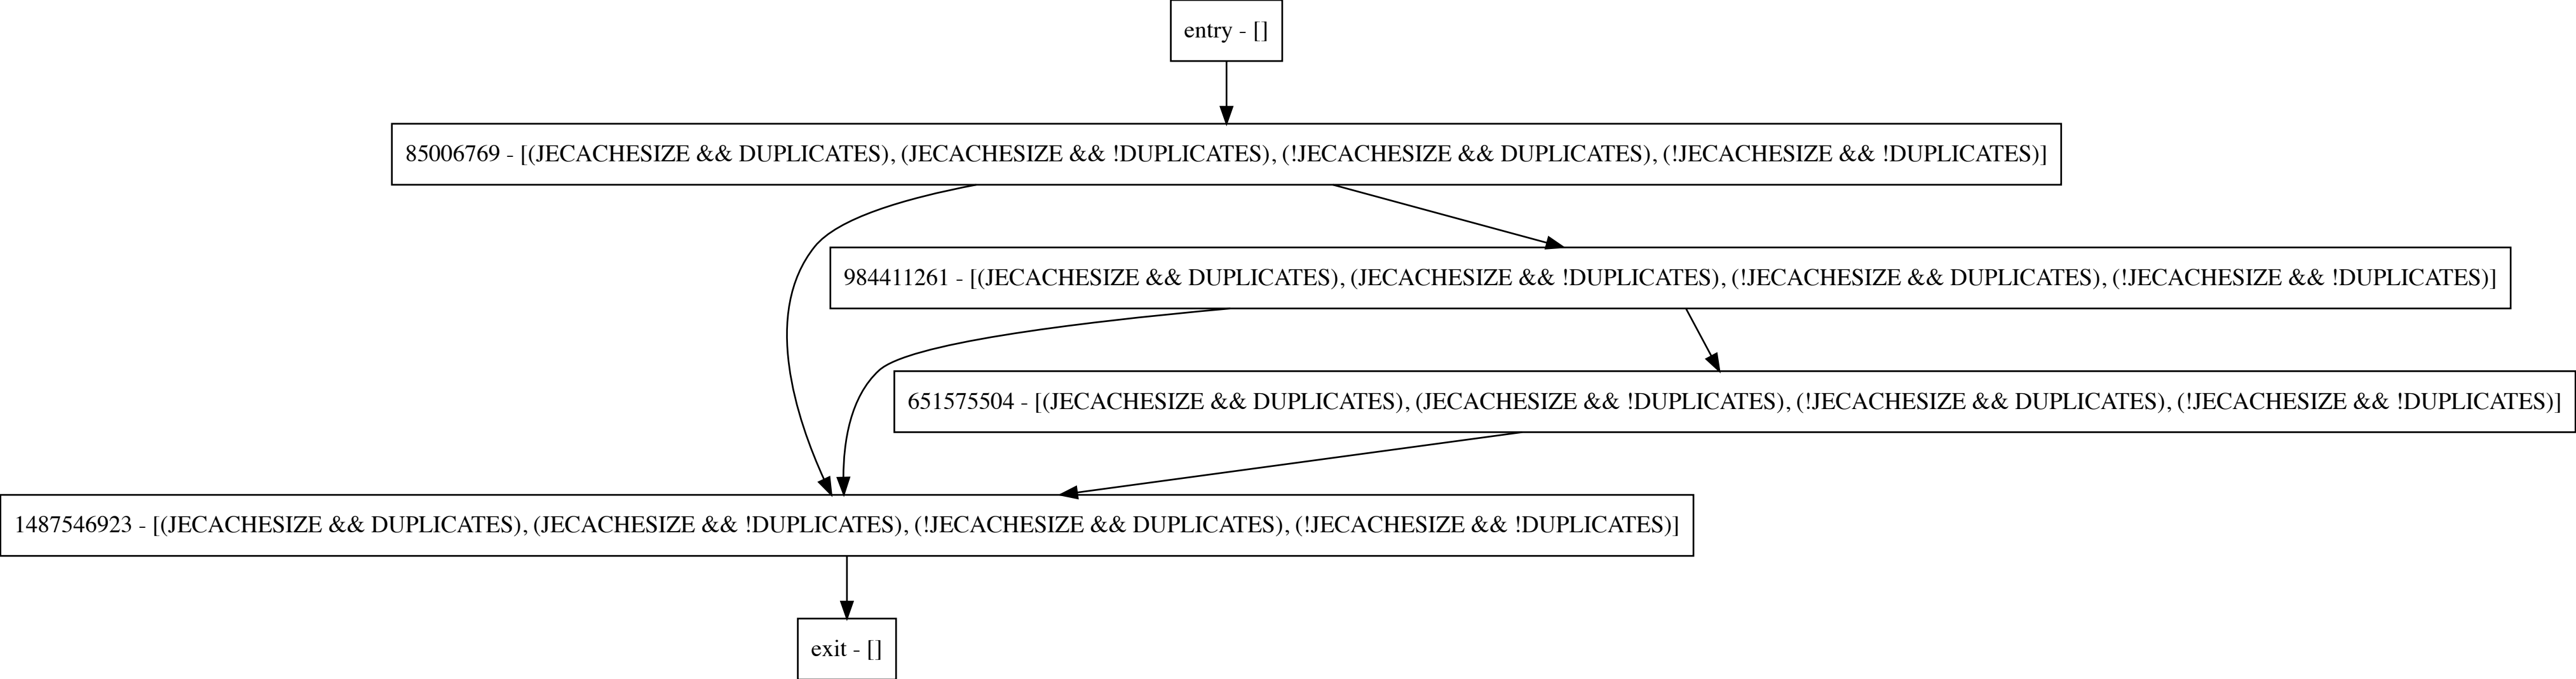 entry - []
85006769 - [(JECACHESIZE && DUPLICATES), (JECACHESIZE && !DUPLICATES), (!JECACHESIZE && DUPLICATES), (!JECACHESIZE && !DUPLICATES)]
984411261 - [(JECACHESIZE && DUPLICATES), (JECACHESIZE && !DUPLICATES), (!JECACHESIZE && DUPLICATES), (!JECACHESIZE && !DUPLICATES)]
651575504 - [(JECACHESIZE && DUPLICATES), (JECACHESIZE && !DUPLICATES), (!JECACHESIZE && DUPLICATES), (!JECACHESIZE && !DUPLICATES)]
1487546923 - [(JECACHESIZE && DUPLICATES), (JECACHESIZE && !DUPLICATES), (!JECACHESIZE && DUPLICATES), (!JECACHESIZE && !DUPLICATES)]
exit - []